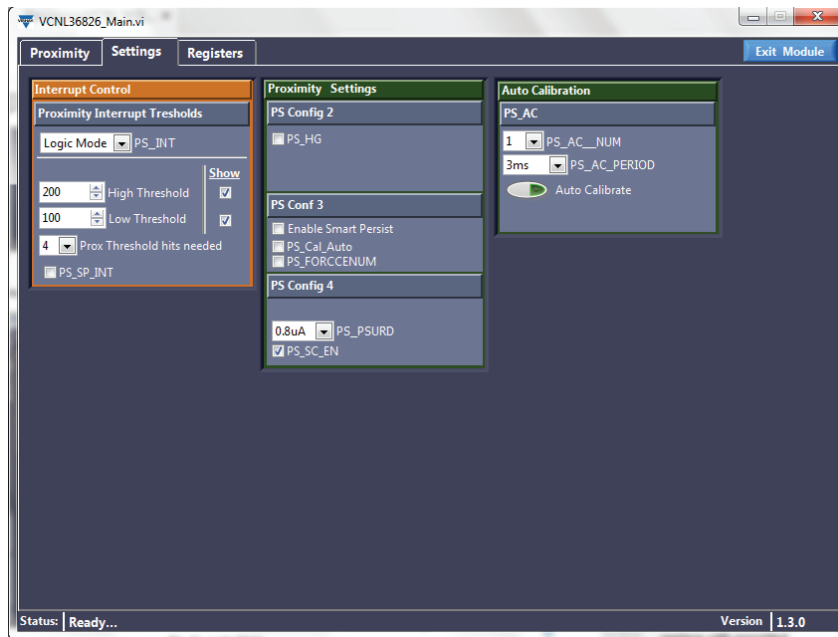 VCNL36826_Main.vi
Proximity Settings Registers Exit Module
Interrupt Control
Proximity Interrupt Tresholds
Logic Mode PS_INT
Show
200 High Threshold
100 Low Threshold
4 Prox Threshold hits needed
PS_SP_INT
Proximity Settings
PS Config 2
PS_HG
PS Conf 3
Enable Smart Persist
PS_Cal_Auto
PS_FORCCENUM
PS Config 4
0.8uA PS_PSURD
PS_SC_EN
Auto Calibration
PS_AC
1 PS_AC__NUM
3ms PS_AC_PERIOD
Auto Calibrate
Status: Ready... Version 1.3.0